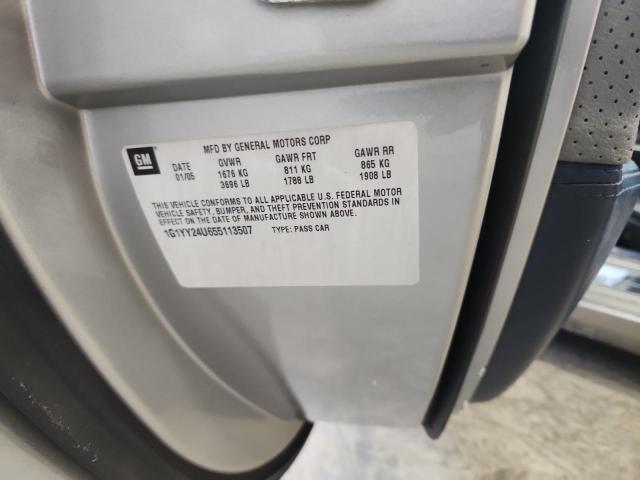 GM
MFD BY GENERAL MOTORS CORP
DATE GVWR GAWR FRT GAWR RR
01/05 1676 KG 811 KG 865 KG
3696 LB 1788 LB 1908 LB
THIS VEHICLE CONFORMS TO ALL APPLICABLE U.S. FEDERAL MOTOR
VEHICLE SAFETY, BUMPER, AND THEFT PREVENTION STANDARDS IN
EFFECT ON THE DATE OF MANUFACTURE SHOWN ABOVE.
1G1YY24U655113507 TYPE: PASS CAR